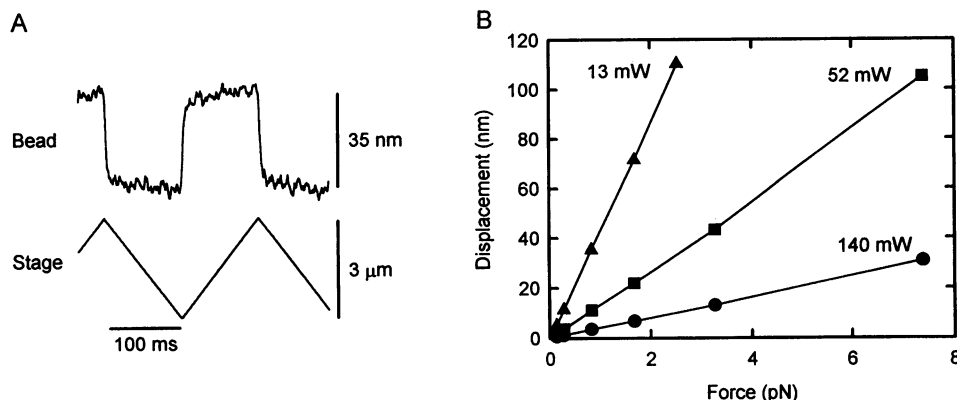 A
Bead
35 nm
Stage
3 μm
100 ms
B
120
100
80
60
40
20
0
Displacement (nm)
13 mW
52 mW
140 mW
0
2
4
6
8
Force (pN)